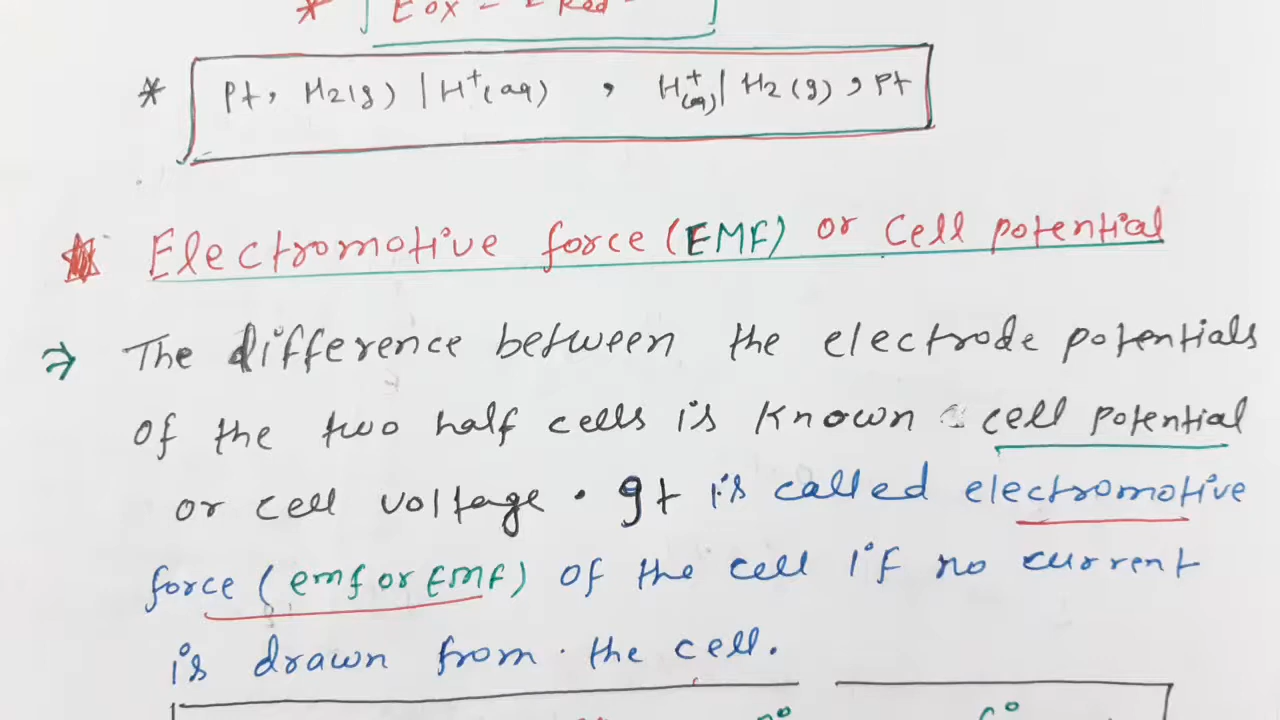 * E ox = - E Red
* Pt, H2(g) | H+(aq) , H+(aq) | H2(g), Pt
Electromotive force (EMF) or Cell potential
⇒ The difference between the electrode potentials
of the two half cells is known cell potential
or cell voltage. It is called electromotive
force (emf or EMF) of the cell if no current
is drawn from the cell.